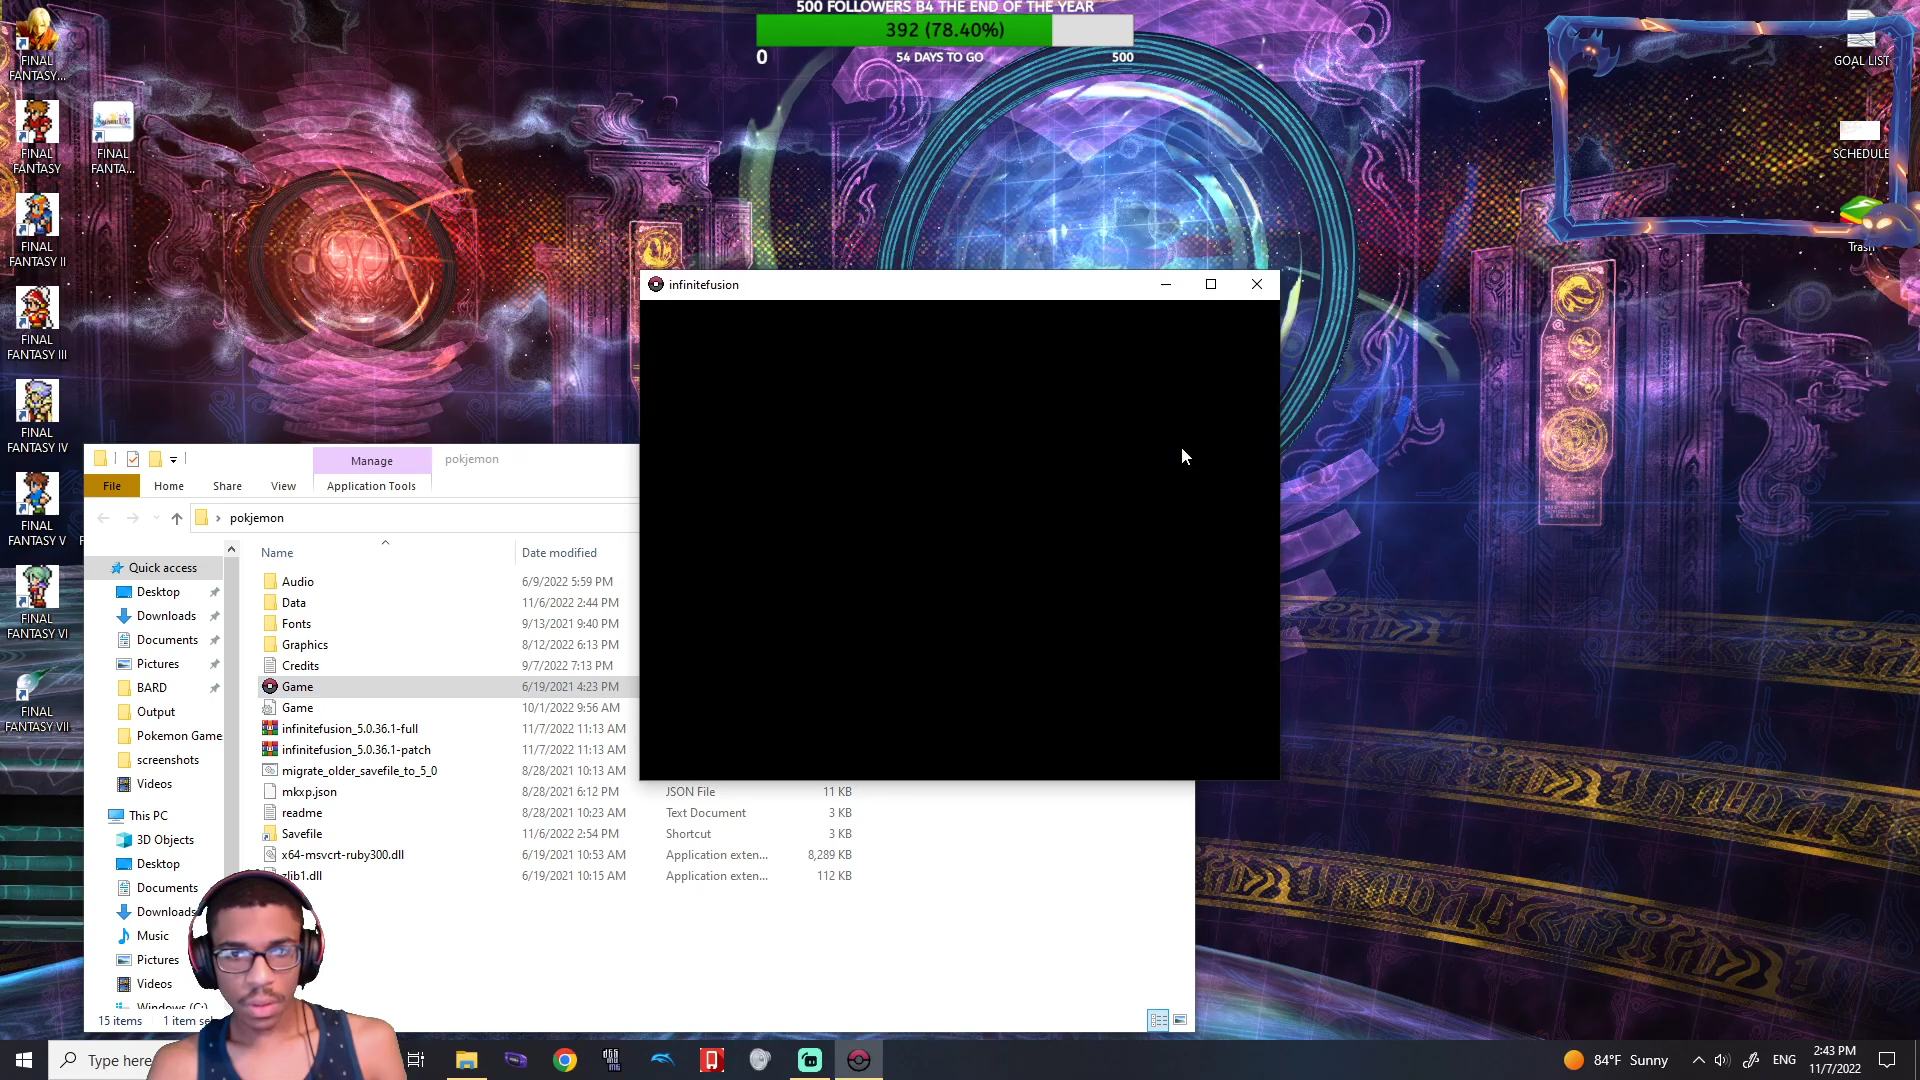 500 FOLLOWERS B4 THE END OF THE YEAR
392 (78.40%)
0
54 DAYS TO GO
500
FINAL
FANTASY...
FINAL
FANTASY
FINAL
FANTA...
FINAL
FANTASY II
FINAL
FANTASY III
FINAL
FANTASY IV
FINAL
FANTASY V
F
FINAL
FANTASY VI
FINAL
FANTASY VII
GOAL LIST
SCHEDULE
Trash
infinitefusion
Manage
pokjemon
File
Home
Share
View
Application Tools
pokjemon
Name
Date modified
Quick access
Desktop
Downloads
Documents
Pictures
BARD
Output
Pokemon Game
screenshots
Videos
This PC
3D Objects
Desktop
Documents
Downloads
Music
Pictures
Videos
Windows (C:)
Audio 6/9/2022 5:59 PM
Data 11/6/2022 2:44 PM
Fonts 9/13/2021 9:40 PM
Graphics 8/12/2022 6:13 PM
Credits 9/7/2022 7:13 PM
Game 6/19/2021 4:23 PM
Game 10/1/2022 9:56 AM
infinitefusion_5.0.36.1-full 11/7/2022 11:13 AM
infinitefusion_5.0.36.1-patch 11/7/2022 11:13 AM
migrate_older_savefile_to_5_0 8/28/2021 10:13 AM
mkxp.json 8/28/2021 6:12 PM JSON File 11 KB
readme 8/28/2021 10:23 AM Text Document 3 KB
Savefile 11/6/2022 2:54 PM Shortcut 3 KB
x64-msvcrt-ruby300.dll 6/19/2021 10:53 AM Application exten... 8,289 KB
zlib1.dll 6/19/2021 10:15 AM Application exten... 112 KB
15 items
1 item sel
Type here
84°F Sunny
ENG
2:43 PM
11/7/2022